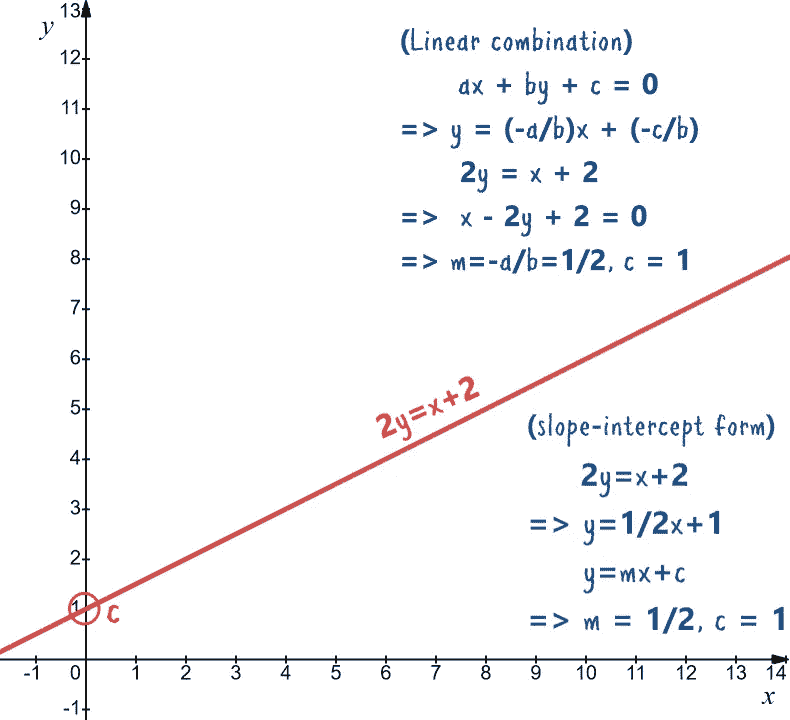 y
13
12
11
10
9
8
7
6
5
4
3
2
1
-1
(Linear combination)
ax + by + c = 0
=> y = (-a/b)x + (-c/b)
2y = x + 2
=> x - 2y + 2 = 0
=> m=-a/b=1/2, c = 1
2y=x+2
(slope-intercept form)
2y=x+2
=> y=1/2x+1
y=mx+c
=> m = 1/2, c = 1
c
-1 0 1 2 3 4 5 6 7 8 9 10 11 12 13 14
x